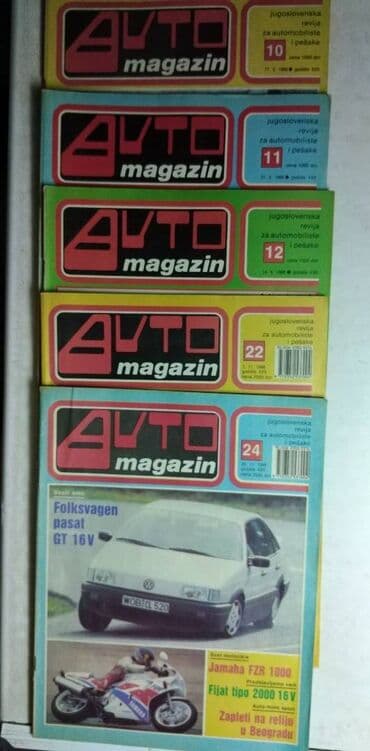 AUTO
magazin
jugoslovenska
revija
za automobiliste
i pešake
10
AUTO
magazin
jugoslovenska
revija
za automobiliste
i pešake
11
AUTO
magazin
jugoslovenska
revija
za automobiliste
i pešake
12
AUTO
magazin
jugoslovenska
revija
za automobiliste
i pešake
22
AUTO
magazin
jugoslovenska
revija
za automobiliste
i pešake
24
Folksvagen
pasat
GT 16V
Jamaha FZR 1000
Fijat tipo 2000 16V
Zapleti na reliju
u Beogradu